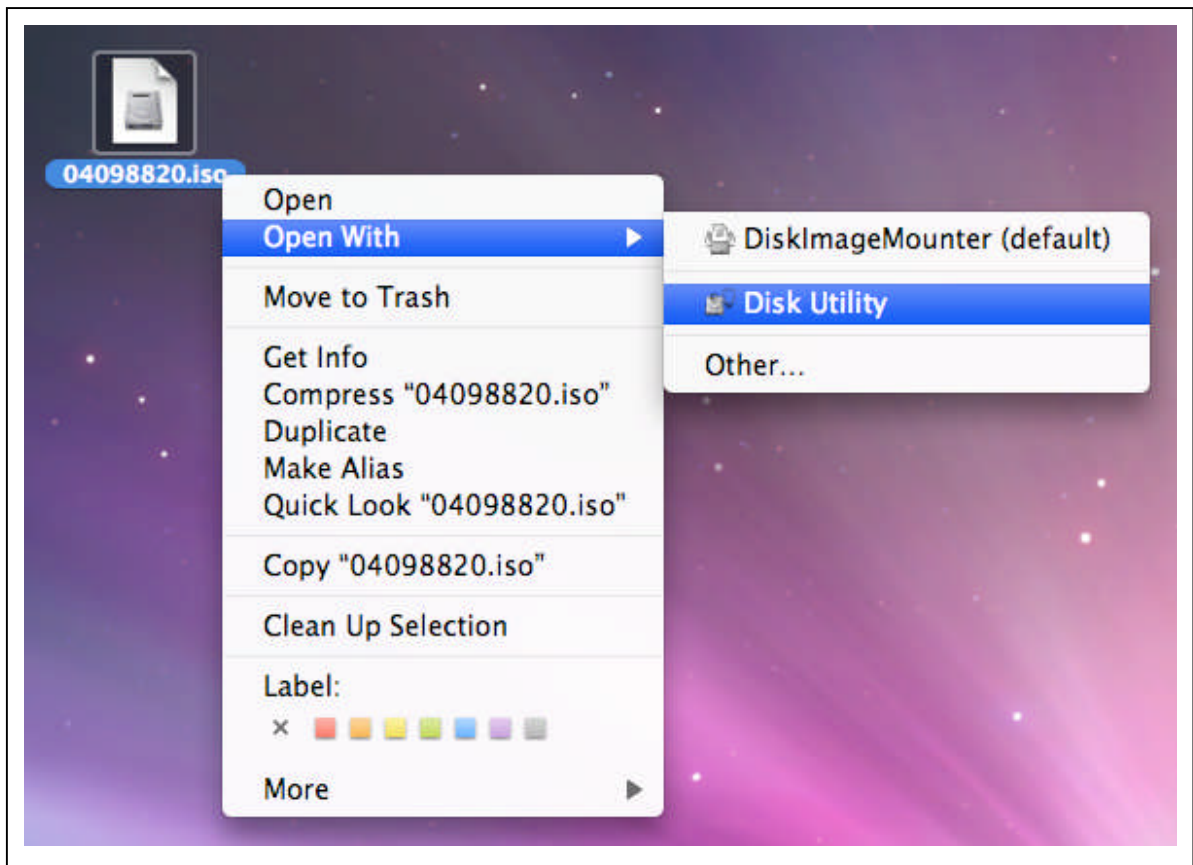 04098820.iso
Open
Open With
DiskImageMounter (default)
Disk Utility
Other...
Move to Trash
Get Info
Compress “04098820.iso”
Duplicate
Make Alias
Quick Look “04098820.iso”
Copy “04098820.iso”
Clean Up Selection
Label:
×
More